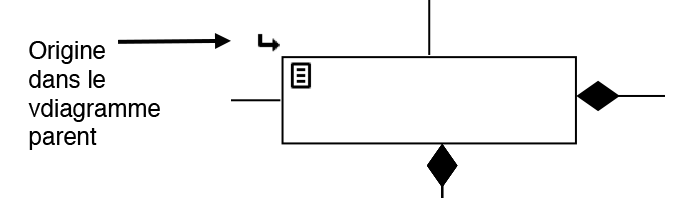 Origine
dans le
vdiagramme
parent